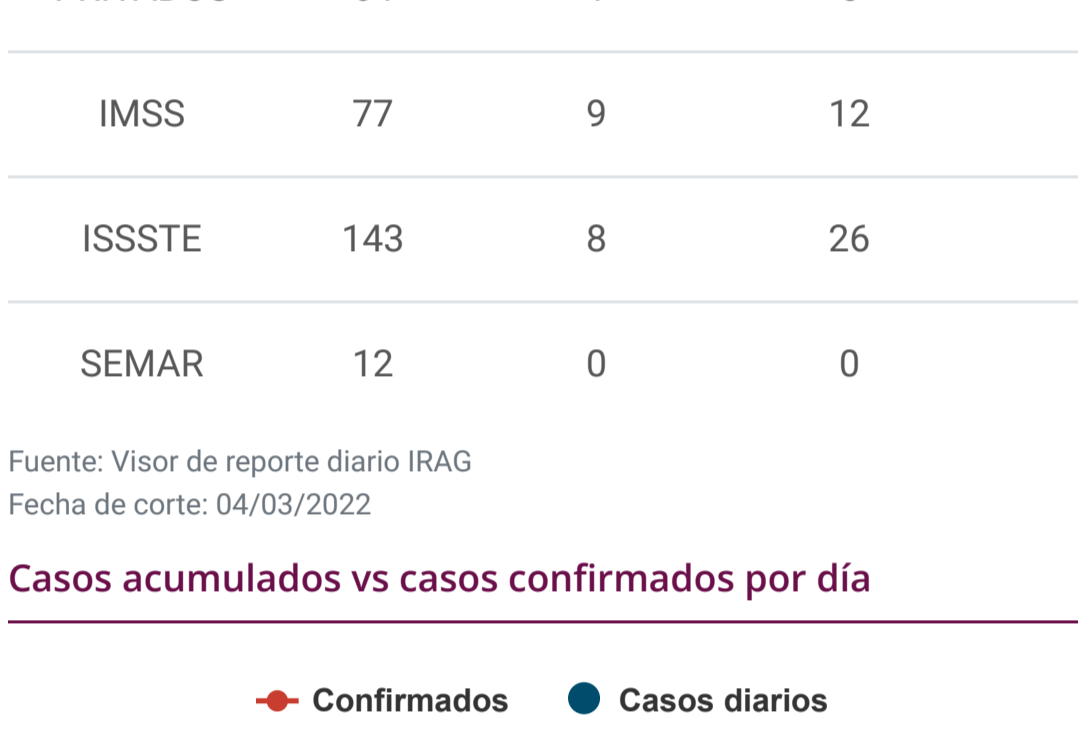 IMSS 77 9 12
ISSSTE 143 8 26
SEMAR 12 0 0
Fuente: Visor de reporte diario IRAG
Fecha de corte: 04/03/2022
Casos acumulados vs casos confirmados por día
Confirmados Casos diarios